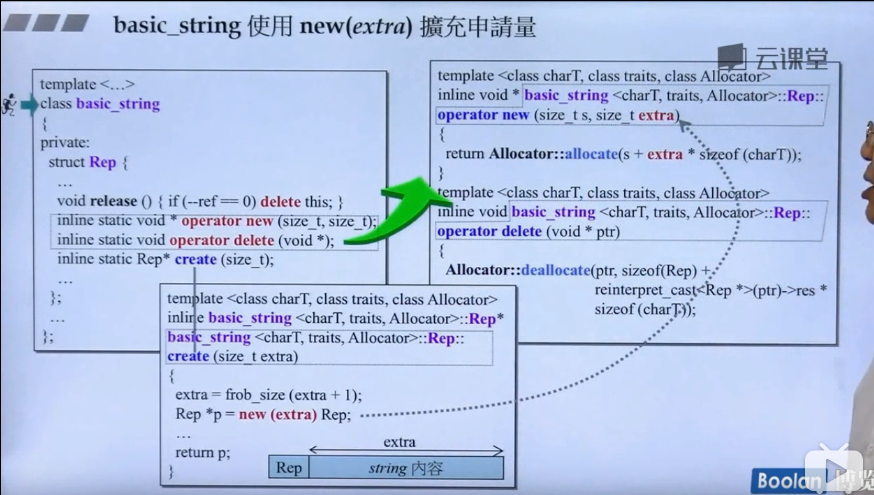 basic_string 使用 new(extra) 擴充申請量
云课堂
template <…>
class basic_string
{
private:
struct Rep {
…
void release () { if (--ref == 0) delete this; }
inline static void * operator new (size_t, size_t);
inline static void operator delete (void *);
inline static Rep* create (size_t);
…
};
…
};
template <class charT, class traits, class Allocator>
inline void * basic_string <charT, traits, Allocator>::Rep::
operator new (size_t s, size_t extra)
{
return Allocator::allocate(s + extra * sizeof (charT));
}
template <class charT, class traits, class Allocator>
inline void basic_string <charT, traits, Allocator>::Rep::
operator delete (void * ptr)
{
Allocator::deallocate(ptr, sizeof(Rep) +
reinterpret_cast<Rep *>(ptr)->res *
sizeof (charT));
}
template <class charT, class traits, class Allocator>
inline basic_string <charT, traits, Allocator>::Rep*
basic_string <charT, traits, Allocator>::Rep::
create (size_t extra)
{
extra = frob_size (extra + 1);
Rep *p = new (extra) Rep;
…
return p;
}
extra
Rep
string 內容
Boolan 博览